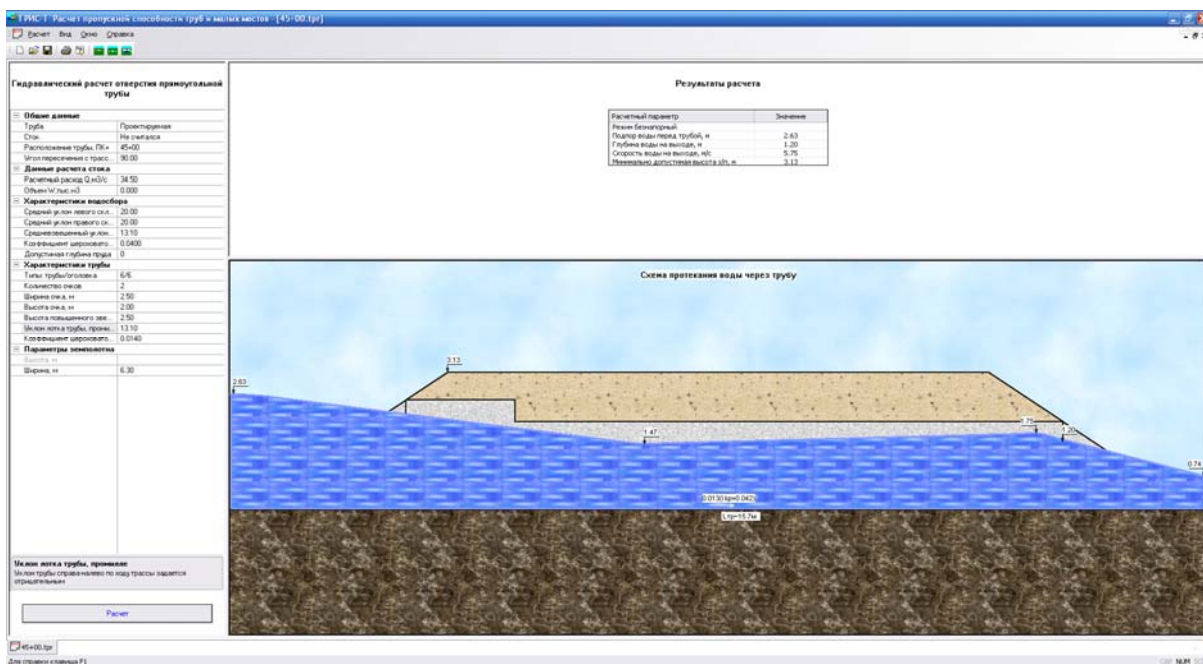 ГРИС-Т Расчет пропускной способности труб и малых мостов - [45+00.tpr]
Расчет Вид Окно Справка
Гидравлический расчет отверстия прямоугольной
трубы
Общие данные
Труба Проектируемая
Сток Не считался
Расположение трубы, ПК+ 45+00
Угол пересечения с трасс... 90.00
Данные расчета стока
Расчетный расход Q,м3/с 34.50
Объем W,тыс.м3 0.000
Характеристики водосбора
Средний уклон левого скл... 20.00
Средний уклон правого ск... 20.00
Средневзвешенный уклон... 13.10
Коэффициент шероховато... 0.0400
Допустимая глубина пруда 0
Характеристики трубы
Типы трубы/оголовка 6/6
Количество очков 2
Ширина очка, м 2.50
Высота очка, м 2.00
Высота повышенного зве... 2.50
Уклон лотка трубы, проми... 13.10
Коэффициент шероховато... 0.0140
Параметры земполотна
Высота, м
Ширина, м 6.30
Уклон лотка трубы, промилле
Уклон трубы справа налево по ходу трассы задается
отрицательным
Расчет
Результаты расчета
Расчетный параметр Значение
Режим безнапорный
Подпор воды перед трубой, м 2.63
Глубина воды на выходе, м 1.20
Скорость воды на выходе, м/с 5.75
Минимально допустимая высота з/п, м 3.13
Схема протекания воды через трубу
3.13
2.63
1.75
1.20
1.47
0.74
0.013(Iкр=0.042)
Lтр=15.7м
45+00.tpr
Для справки клавиша F1
NUM